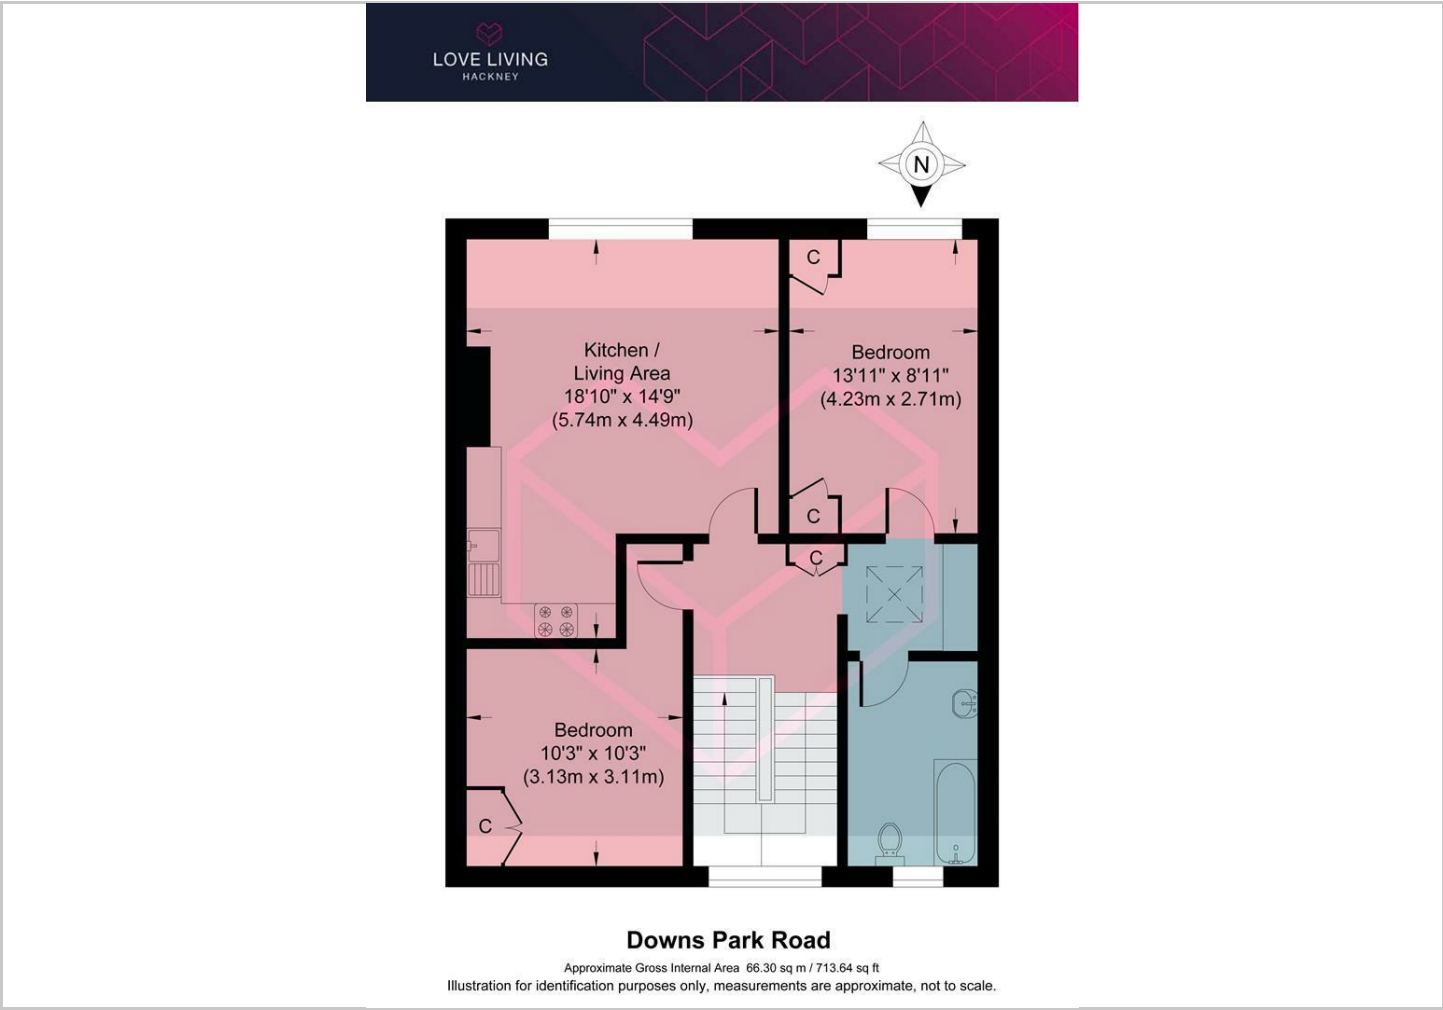 LOVE LIVING
HACKNEY
N
C
Kitchen /
Living Area
18'10" x 14'9"
(5.74m x 4.49m)
Bedroom
13'11" x 8'11"
(4.23m x 2.71m)
C
C
Bedroom
10'3" x 10'3"
(3.13m x 3.11m)
C
Downs Park Road
Approximate Gross Internal Area 66.30 sq m / 713.64 sq ft
Illustration for identification purposes only, measurements are approximate, not to scale.